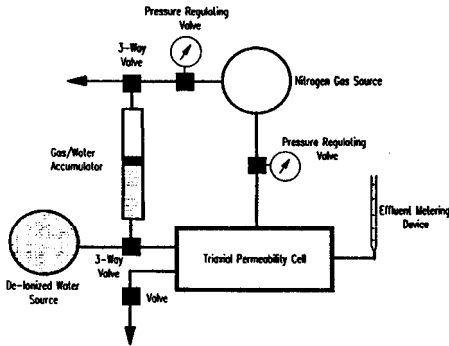 Pressure Regulating
Valve
3-Way
Valve
Nitrogen Gas Source
Gas/Water
Accumulator
Pressure Regulating
Valve
Effluent Metering
Device
Triaxial Permeability Cell
De-Ionized Water
Source
3-Way
Valve
Valve